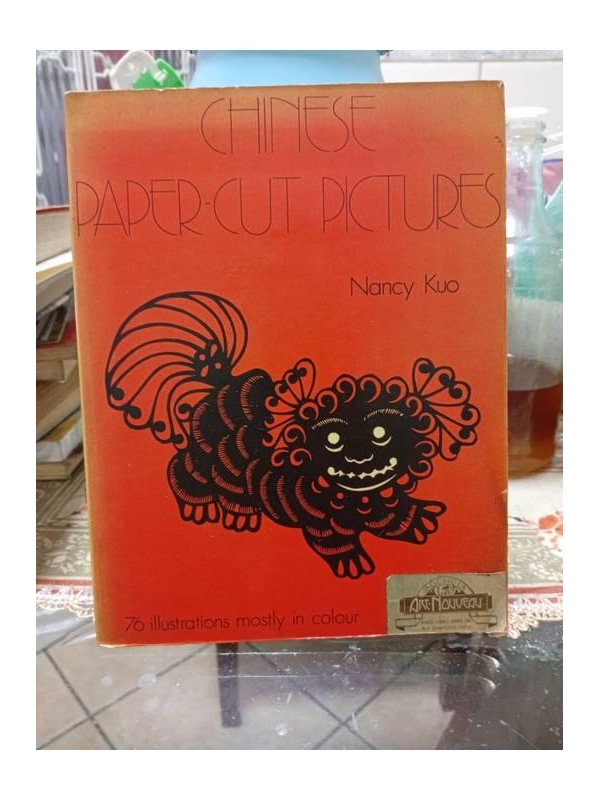 CHINESE
PAPER-CUT PICTURES
Nancy Kuo
76 illustrations mostly in colour
ART-NOUVEAU